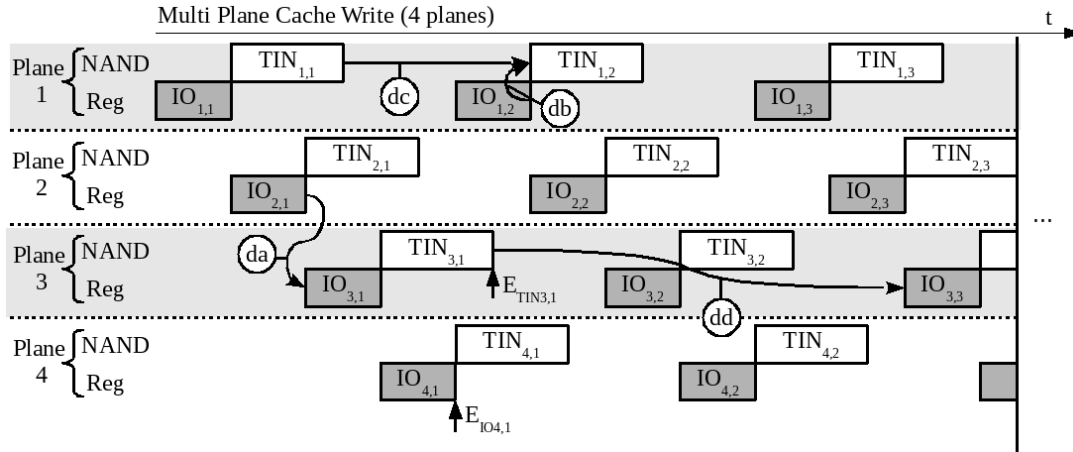 Multi Plane Cache Write (4 planes)
t
Plane 1
NAND
Reg
TIN1,1
TIN1,2
TIN1,3
IO1,1
IO1,2
IO1,3
dc
db
Plane 2
NAND
Reg
TIN2,1
TIN2,2
TIN2,3
IO2,1
IO2,2
IO2,3
...
da
Plane 3
NAND
Reg
TIN3,1
TIN3,2
IO3,1
IO3,2
IO3,3
ETIN3,1
dd
Plane 4
NAND
Reg
TIN4,1
TIN4,2
IO4,1
IO4,2
EIO4,1